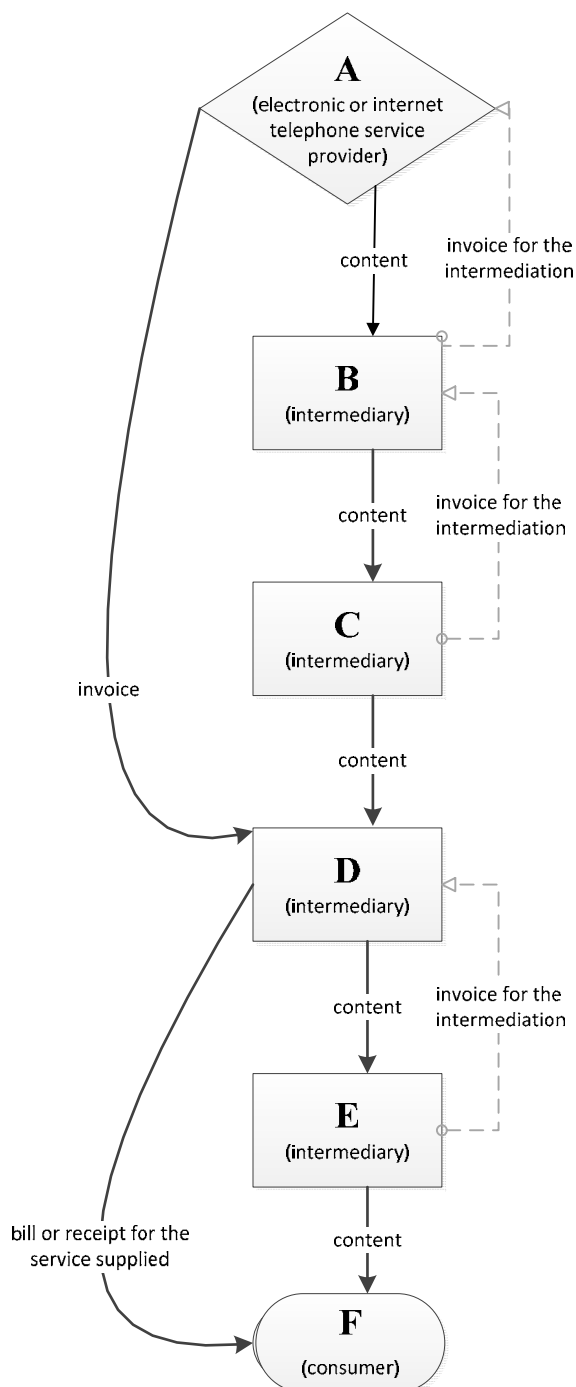 A
(electronic or internet
telephone service
provider)
content
invoice for the
intermediation
B
(intermediary)
content
invoice for the
intermediation
C
(intermediary)
invoice
content
D
(intermediary)
content
invoice for the
intermediation
E
(intermediary)
bill or receipt for the
service supplied
content
F
(consumer)